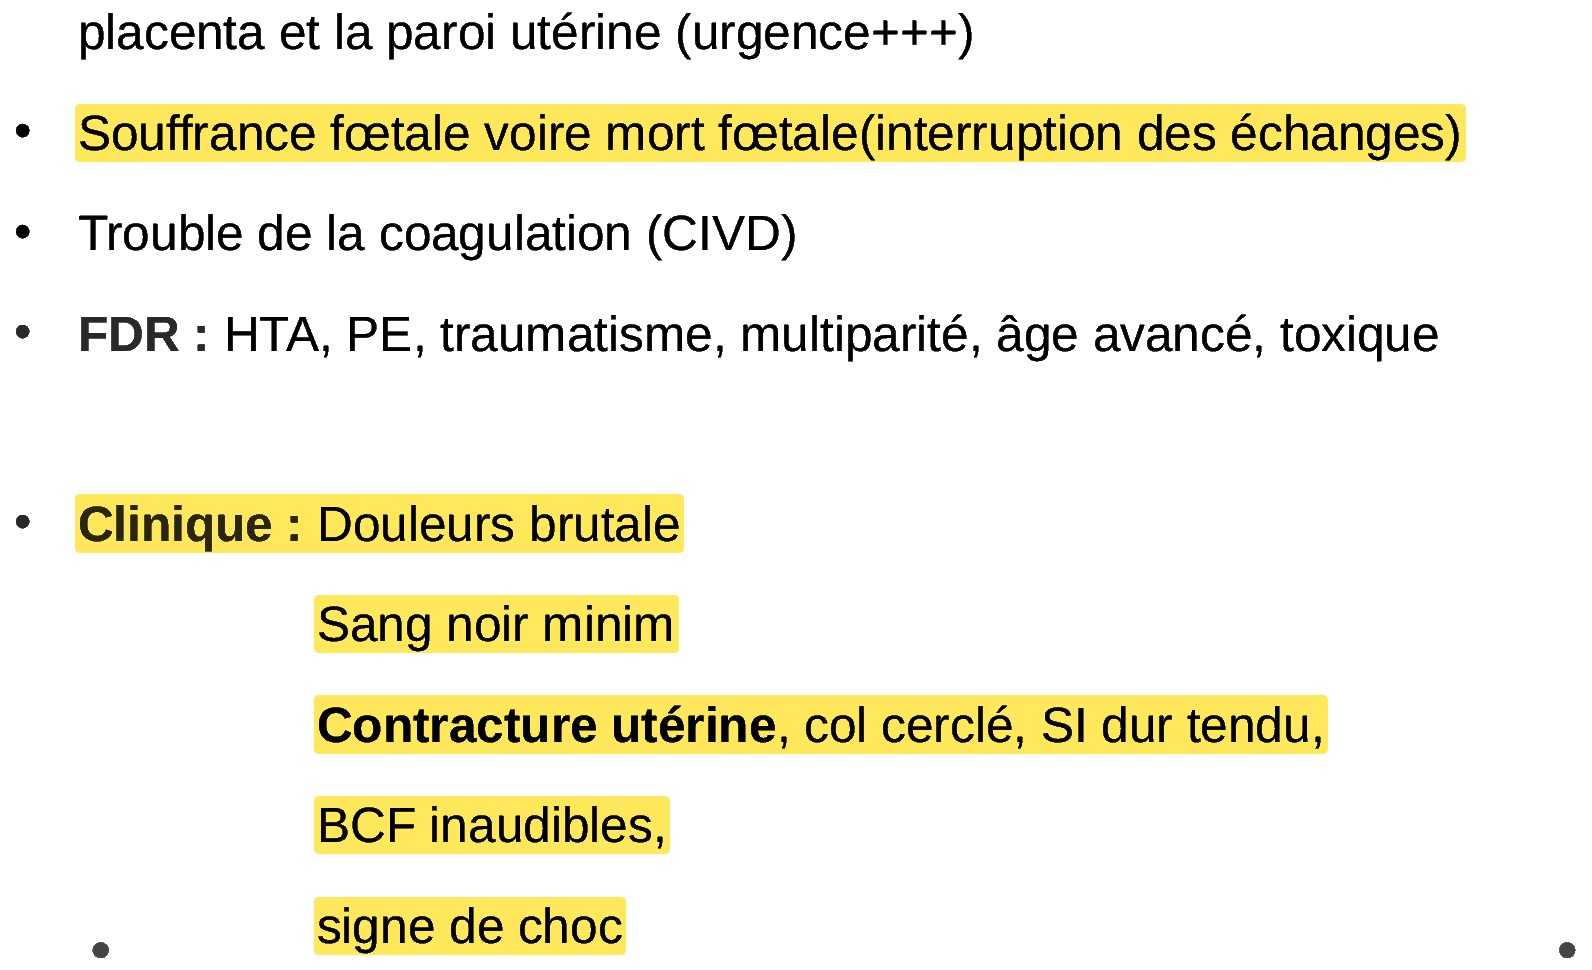 placenta et la paroi utérine (urgence+++)
• Souffrance fœtale voire mort fœtale(interruption des échanges)
• Trouble de la coagulation (CIVD)
• FDR : HTA, PE, traumatisme, multiparité, âge avancé, toxique
• Clinique : Douleurs brutale
Sang noir minim
Contracture utérine, col cerclé, SI dur tendu,
BCF inaudibles,
signe de choc